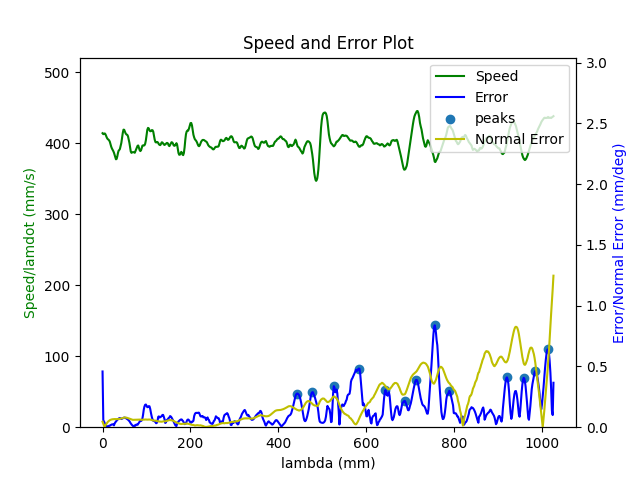 Speed and Error Plot
500
400
300
200
100
0
Speed/lamdot (mm/s)
3.0
2.5
2.0
1.5
1.0
0.5
0.0
Error/Normal Error (mm/deg)
Speed
Error
peaks
Normal Error
0 200 400 600 800 1000
lambda (mm)